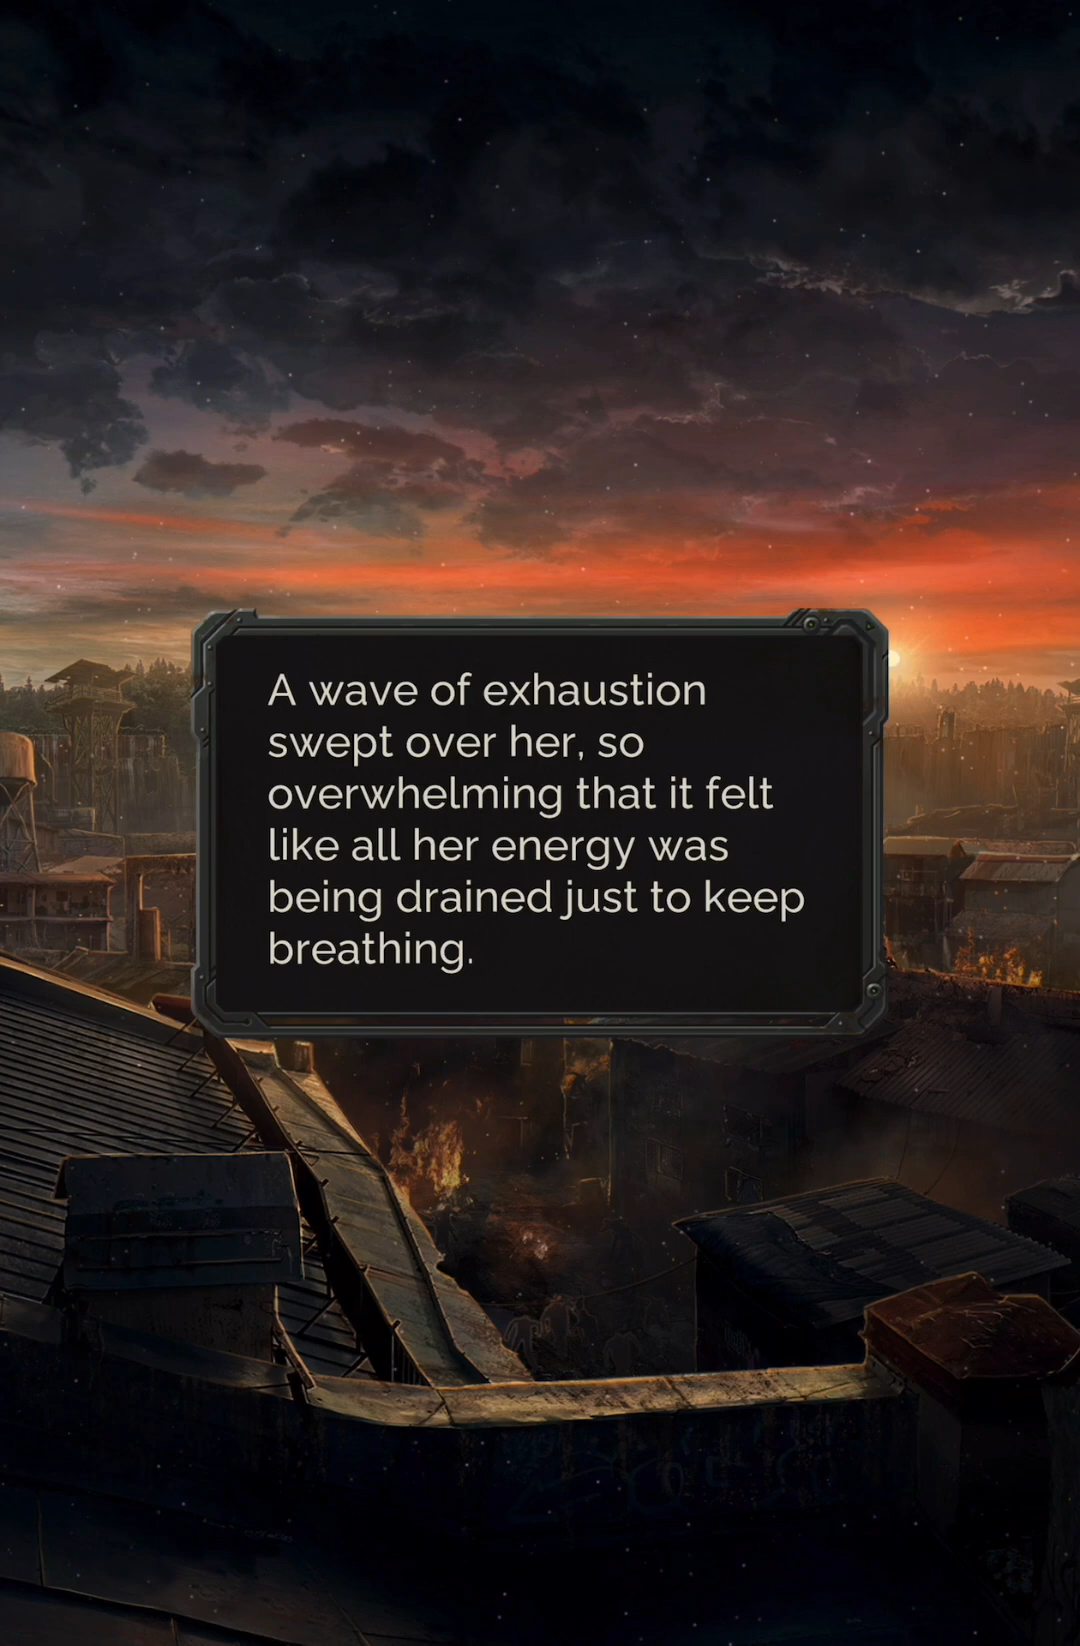 A wave of exhaustion
swept over her, so
overwhelming that it felt
like all her energy was
being drained just to keep
breathing.